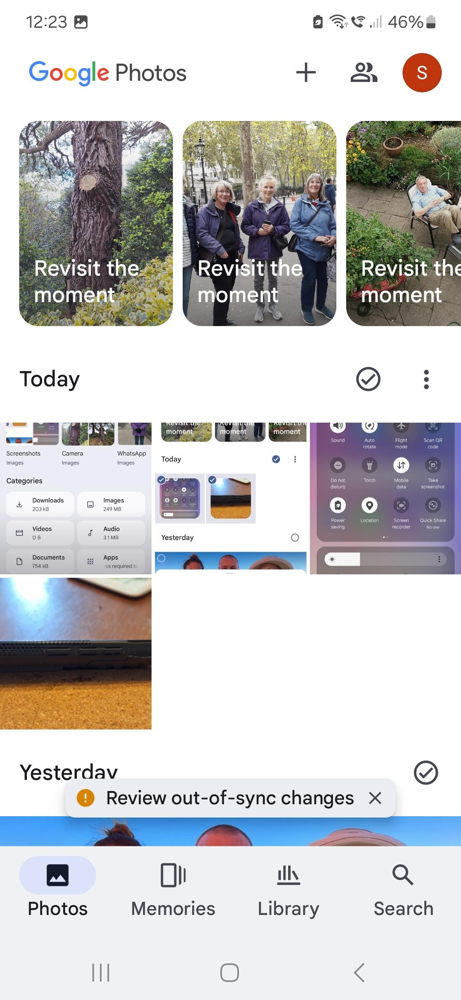 12:23
46%
Google Photos
S
Revisit the
moment
Revisit the
moment
Revisit the
moment
Today
Screenshots
Images
Camera
Images
WhatsApp
Images
Categories
Downloads
203 kB
Images
249 MB
Videos
0 B
Audio
3.1 MB
Documents
754 kB
Apps
ss required to
moment
moment
moment
Today
Yesterday
Sound
Auto
rotate
Flight
mode
Scan QR
code
Do not
disturb
Torch
Mobile
data
Take
screenshot
Power
saving
Location
Screen
recorder
Quick Share
No one
Yesterday
Review out-of-sync changes
Photos
Memories
Library
Search